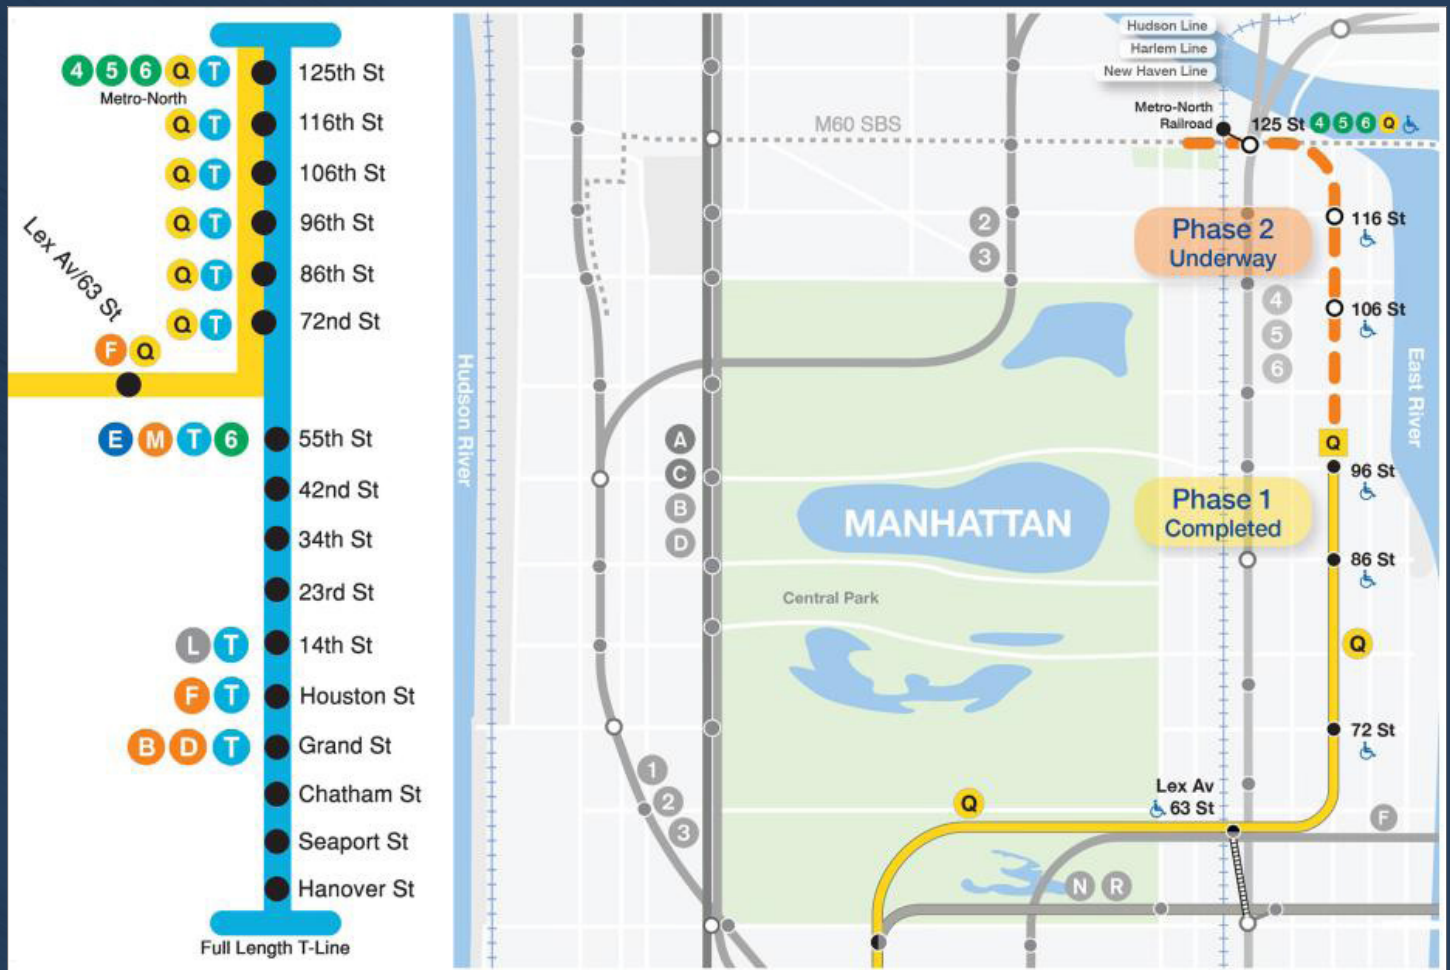 4 5 6 Q T 125th St
Metro-North
Q T 116th St
Q T 106th St
Q T 96th St
Q T 86th St
Q T 72nd St
Lex Av/63 St
F Q
E M T 6 55th St
42nd St
34th St
23rd St
L T 14th St
F T Houston St
B D T Grand St
Chatham St
Seaport St
Hanover St
Full Length T-Line
Hudson River
M60 SBS
2
3
A
C
B
D
MANHATTAN
Central Park
1
2
3
Q
N R
Hudson Line
Harlem Line
New Haven Line
Metro-North
Railroad
125 St 4 5 6 Q
116 St
Phase 2
Underway
4
5
6
106 St
East River
Q
96 St
Phase 1
Completed
86 St
Q
72 St
Lex Av
63 St
F